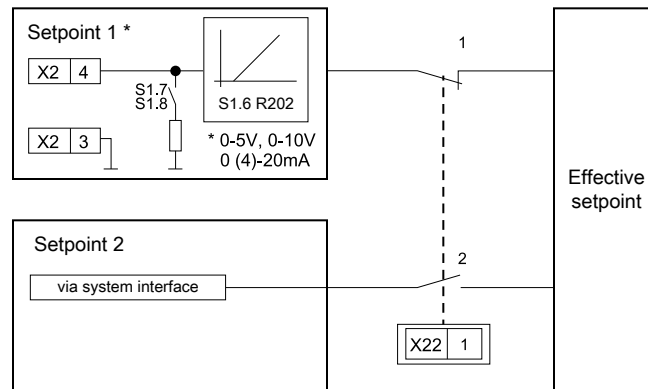 Setpoint 1 *
X2 4
S1.7
S1.8
S1.6 R202
X2 3
* 0-5V, 0-10V
0 (4)-20mA
1
Effective
setpoint
Setpoint 2
via system interface
2
X22 1